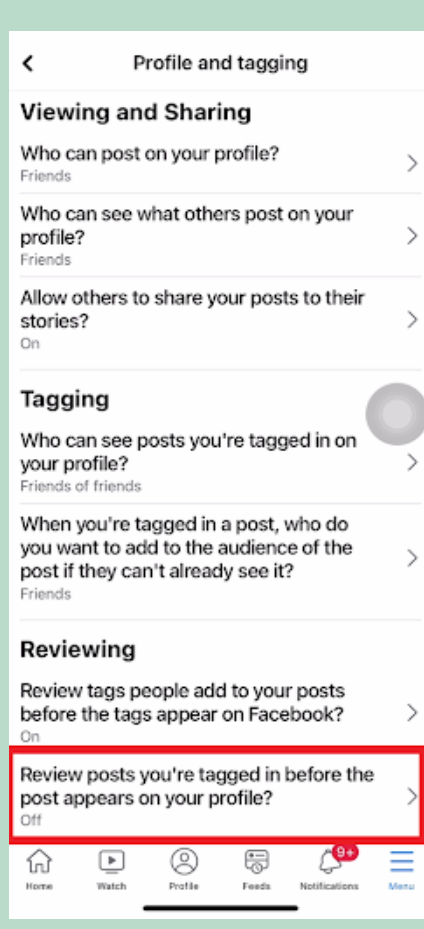 Profile and tagging
Viewing and Sharing
Who can post on your profile?
Friends
Who can see what others post on your
profile?
Friends
Allow others to share your posts to their
stories?
On
Tagging
Who can see posts you're tagged in on
your profile?
Friends of friends
When you're tagged in a post, who do
you want to add to the audience of the
post if they can't already see it?
Friends
Reviewing
Review tags people add to your posts
before the tags appear on Facebook?
On
Review posts you're tagged in before the
post appears on your profile?
Off
9+
Home Watch Profile Feeds Notifications Menu